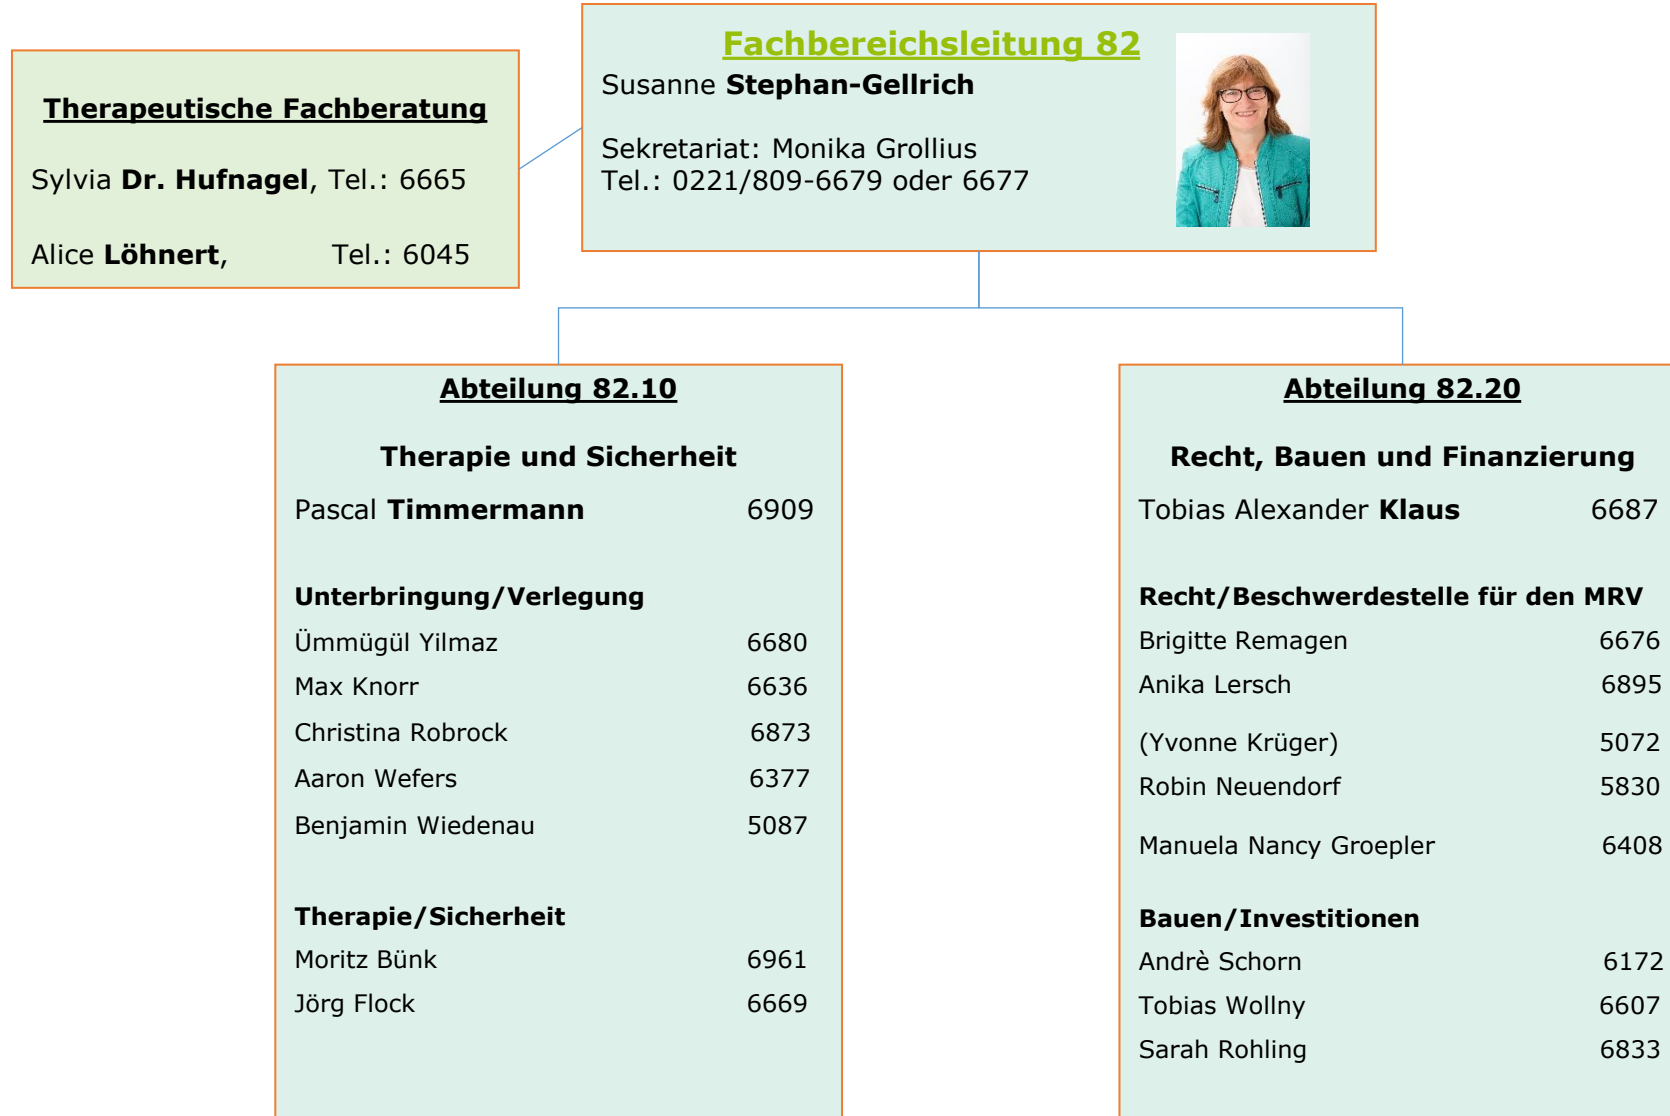 Fachbereichsleitung 82
Susanne Stephan-Gellrich
Sekretariat: Monika Grollius
Tel.: 0221/809-6679 oder 6677
Therapeutische Fachberatung
Sylvia Dr. Hufnagel, Tel.: 6665
Alice Löhnert, Tel.: 6045
Abteilung 82.10
Therapie und Sicherheit
Pascal Timmermann 6909
Unterbringung/Verlegung
Ümmügül Yilmaz 6680
Max Knorr 6636
Christina Robrock 6873
Aaron Wefers 6377
Benjamin Wiedenau 5087
Therapie/Sicherheit
Moritz Bünk 6961
Jörg Flock 6669
Abteilung 82.20
Recht, Bauen und Finanzierung
Tobias Alexander Klaus 6687
Recht/Beschwerdestelle für den MRV
Brigitte Remagen 6676
Anika Lersch 6895
(Yvonne Krüger) 5072
Robin Neuendorf 5830
Manuela Nancy Groepler 6408
Bauen/Investitionen
Andrè Schorn 6172
Tobias Wollny 6607
Sarah Rohling 6833